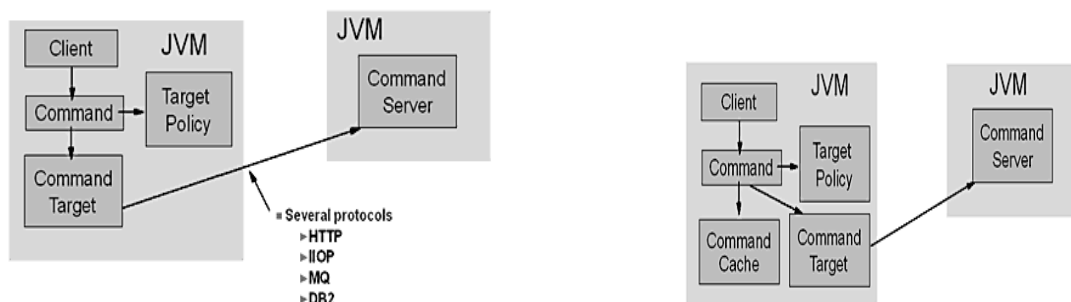 JVM
Client
Command
Target
Policy
Command
Target
JVM
Command
Server
■ Several protocols
►HTTP
►IIOP
►MQ
►DB2
JVM
Client
Command
Target
Policy
Command
Cache
Command
Target
JVM
Command
Server